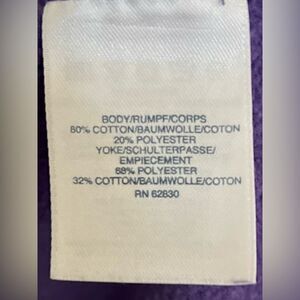 BODY/RUMPF/CORPS
80% COTTON/BAUMWOLLE/COTON
20% POLYESTER
YOKE/SCHULTERPASSE/
EMPIECEMENT
68% POLYESTER
32% COTTON/BAUMWOLLE/COTON
RN 62830